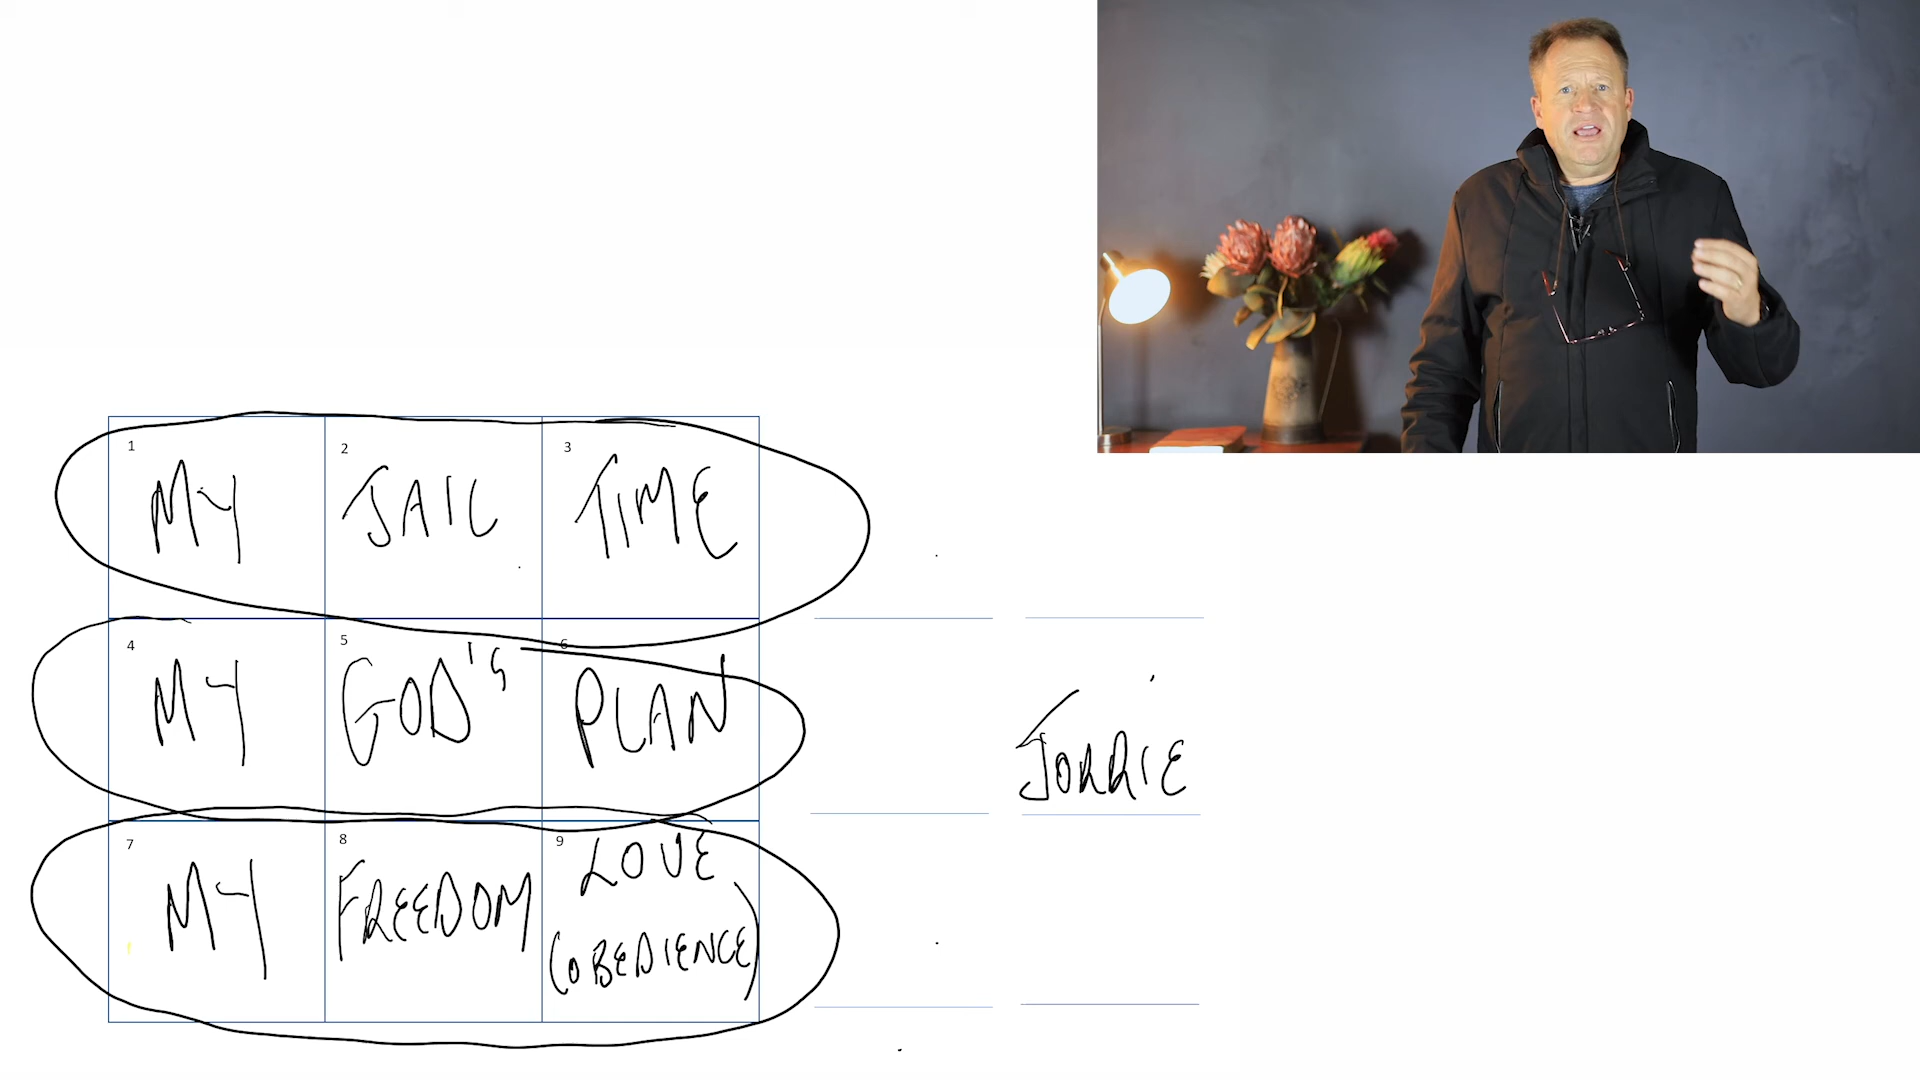 1 2 3
MY JAIL TIME
4 5 6
MY GOD'S PLAN
JORRIE
7 8 9
MY FREEDOM LOVE
(OBEDIENCE)